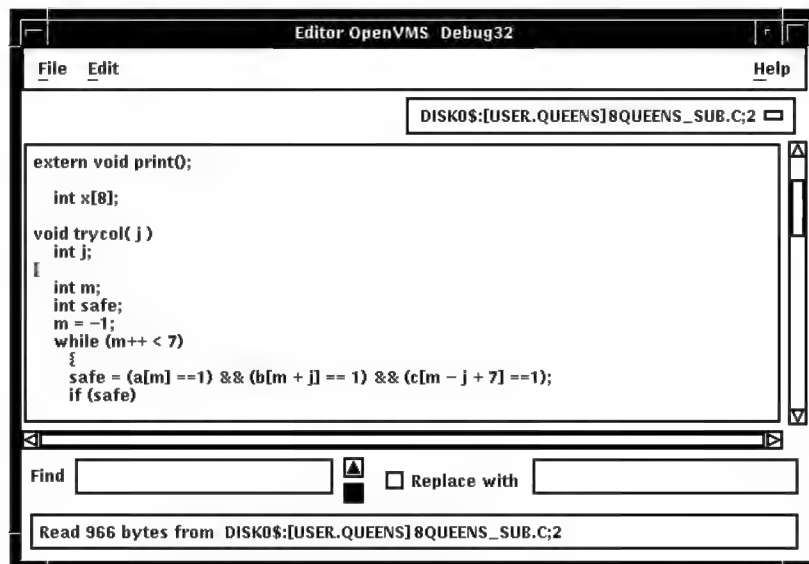 Editor OpenVMS Debug32
File Edit Help
DISK0$:[USER.QUEENS]8QUEENS_SUB.C;2
extern void print();
int x[8];
void trycol( j )
int j;
{
int m;
int safe;
m = −1;
while (m++ < 7)
{
safe = (a[m] ==1) && (b[m + j] == 1) && (c[m − j + 7] ==1);
if (safe)
Find Replace with
Read 966 bytes from DISK0$:[USER.QUEENS]8QUEENS_SUB.C;2